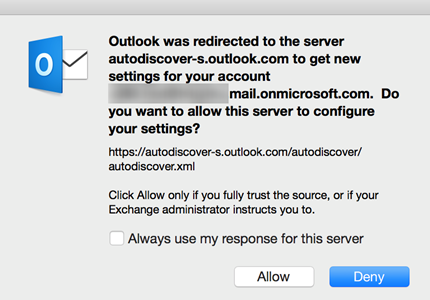 Outlook was redirected to the server
autodiscover-s.outlook.com to get new
settings for your account
mail.onmicrosoft.com. Do
you want to allow this server to configure
your settings?
https://autodiscover-s.outlook.com/autodiscover/
autodiscover.xml
Click Allow only if you fully trust the source, or if your
Exchange administrator instructs you to.
Always use my response for this server
Allow
Deny